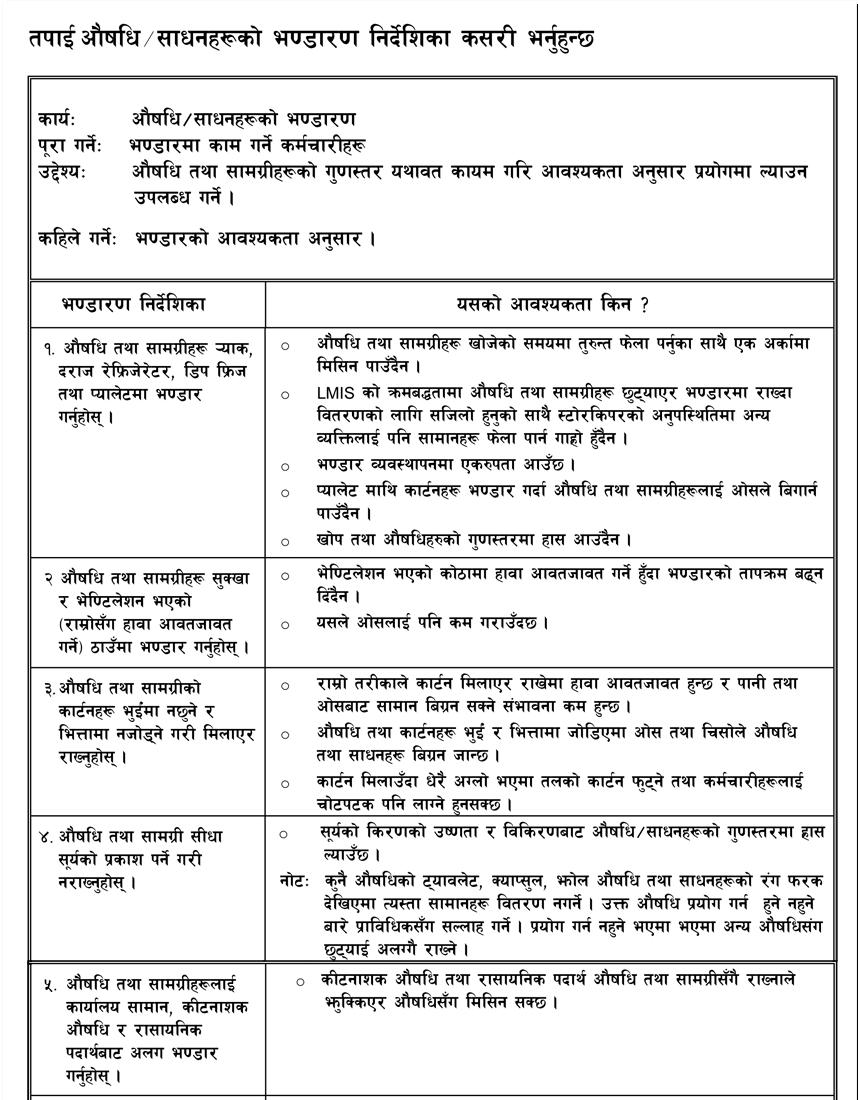 तपाई औषधि/साधनहरूको भण्डारण निर्देशिका कसरी भर्नुहुन्छ
कार्य: औषधि/साधनहरूको भण्डारण
पूरा गर्ने: भण्डारमा काम गर्ने कर्मचारीहरू
उद्देश्य: औषधि तथा सामग्रीहरूको गुणस्तर यथावत कायम गरि आवश्यकता अनुसार प्रयोगमा ल्याउन
उपलब्ध गर्ने ।
कहिले गर्ने: भण्डारको आवश्यकता अनुसार ।
भण्डारण निर्देशिका
यसको आवश्यकता किन ?
१. औषधि तथा सामग्रीहरू र्‍याक,
दराज रेफ्रिजेरेटर, डिप फ्रिज
तथा प्यालेटमा भण्डार
गर्नुहोस् ।
○ औषधि तथा सामग्रीहरू खोजेको समयमा तुरुन्त फेला पर्नुका साथै एक अर्कामा
मिसिन पाउँदैन ।
○ LMIS को क्रमबद्धतामा औषधि तथा सामग्रीहरू छुट्याएर भण्डारमा राख्दा
वितरणको लागि सजिलो हुनुको साथै स्टोरकिपरको अनुपस्थितिमा अन्य
व्यक्तिलाई पनि सामानहरू फेला पार्न गाह्रो हुँदैन ।
○ भण्डार व्यवस्थापनमा एकरुपता आउँछ ।
○ प्यालेट माथि कार्टनहरू भण्डार गर्दा औषधि तथा सामग्रीहरूलाई ओसले बिगार्न
पाउँदैन ।
○ खोप तथा औषधिहरुको गुणस्तरमा ह्रास आउंदैन ।
२ औषधि तथा सामग्रीहरू सुक्खा
र भेण्टिलेशन भएको
(राम्रोसँग हावा आवतजावत
गर्ने) ठाउँमा भण्डार गर्नुहोस् ।
○ भेण्टिलेशन भएको कोठामा हावा आवतजावत गर्ने हुँदा भण्डारको तापक्रम बढ्न
दिंदैन ।
○ यसले ओसलाई पनि कम गराउँदछ ।
३. औषधि तथा सामग्रीको
कार्टनहरू भुईंमा नछुने र
भित्तामा नजोड्ने गरी मिलाएर
राख्नुहोस् ।
○ राम्रो तरीकाले कार्टन मिलाएर राखेमा हावा आवतजावत हुन्छ र पानी तथा
ओसबाट सामान बिग्रन सक्ने संभावना कम हुन्छ ।
○ औषधि तथा कार्टनहरू भुईं र भित्तामा जोडिएमा ओस तथा चिसोले औषधि
तथा साधनहरू बिग्रन जान्छ ।
○ कार्टन मिलाउँदा धेरै अग्लो भएमा तलको कार्टन फुट्ने तथा कर्मचारीहरूलाई
चोटपटक पनि लाग्ने हुनसक्छ ।
४. औषधि तथा सामग्री सीधा
सूर्यको प्रकाश पर्ने गरी
नराख्नुहोस् ।
○ सूर्यको किरणको उष्णता र विकिरणबाट औषधि/साधनहरूको गुणस्तरमा ह्रास
ल्याउँछ ।
नोट: कुनै औषधिको ट्यावलेट, क्याप्सुल, झोल औषधि तथा साधनहरूको रंग फरक
देखिएमा त्यस्ता सामानहरू वितरण नगर्ने । उक्त औषधि प्रयोग गर्न हुने नहुने
बारे प्राविधिकसँग सल्लाह गर्ने । प्रयोग गर्न नहुने भएमा भएमा अन्य औषधिसंग
छुट्याई अलग्गै राख्ने ।
५. औषधि तथा सामग्रीहरूलाई
कार्यालय सामान, कीटनाशक
औषधि र रासायनिक
पदार्थबाट अलग भण्डार
गर्नुहोस् ।
○ कीटनाशक औषधि तथा रासायनिक पदार्थ औषधि तथा सामग्रीसँगै राख्नाले
झुक्किएर औषधिसँग मिसिन सक्छ ।